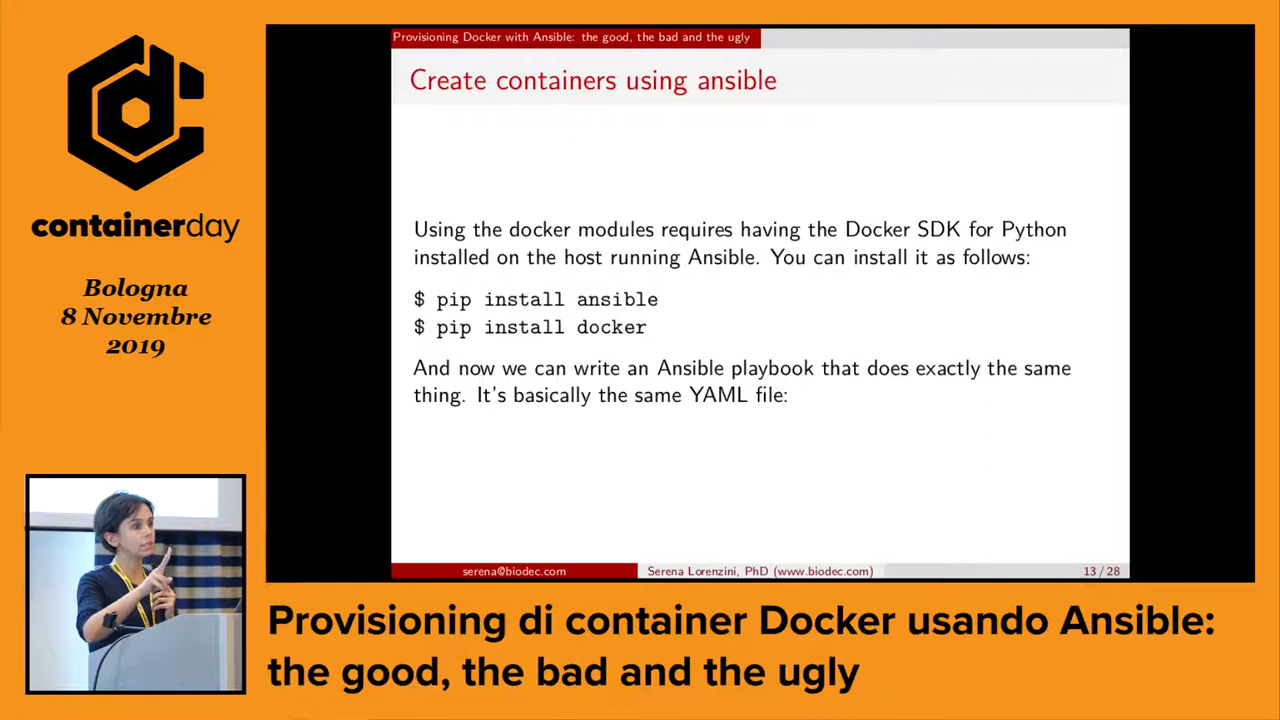 containerday
Bologna
8 Novembre
2019
Provisioning Docker with Ansible: the good, the bad and the ugly
Create containers using ansible
Using the docker modules requires having the Docker SDK for Python
installed on the host running Ansible. You can install it as follows:
$ pip install ansible
$ pip install docker
And now we can write an Ansible playbook that does exactly the same
thing. It's basically the same YAML file:
serena@biodec.com
Serena Lorenzini, PhD (www.biodec.com)
13 / 28
Provisioning di container Docker usando Ansible:
the good, the bad and the ugly